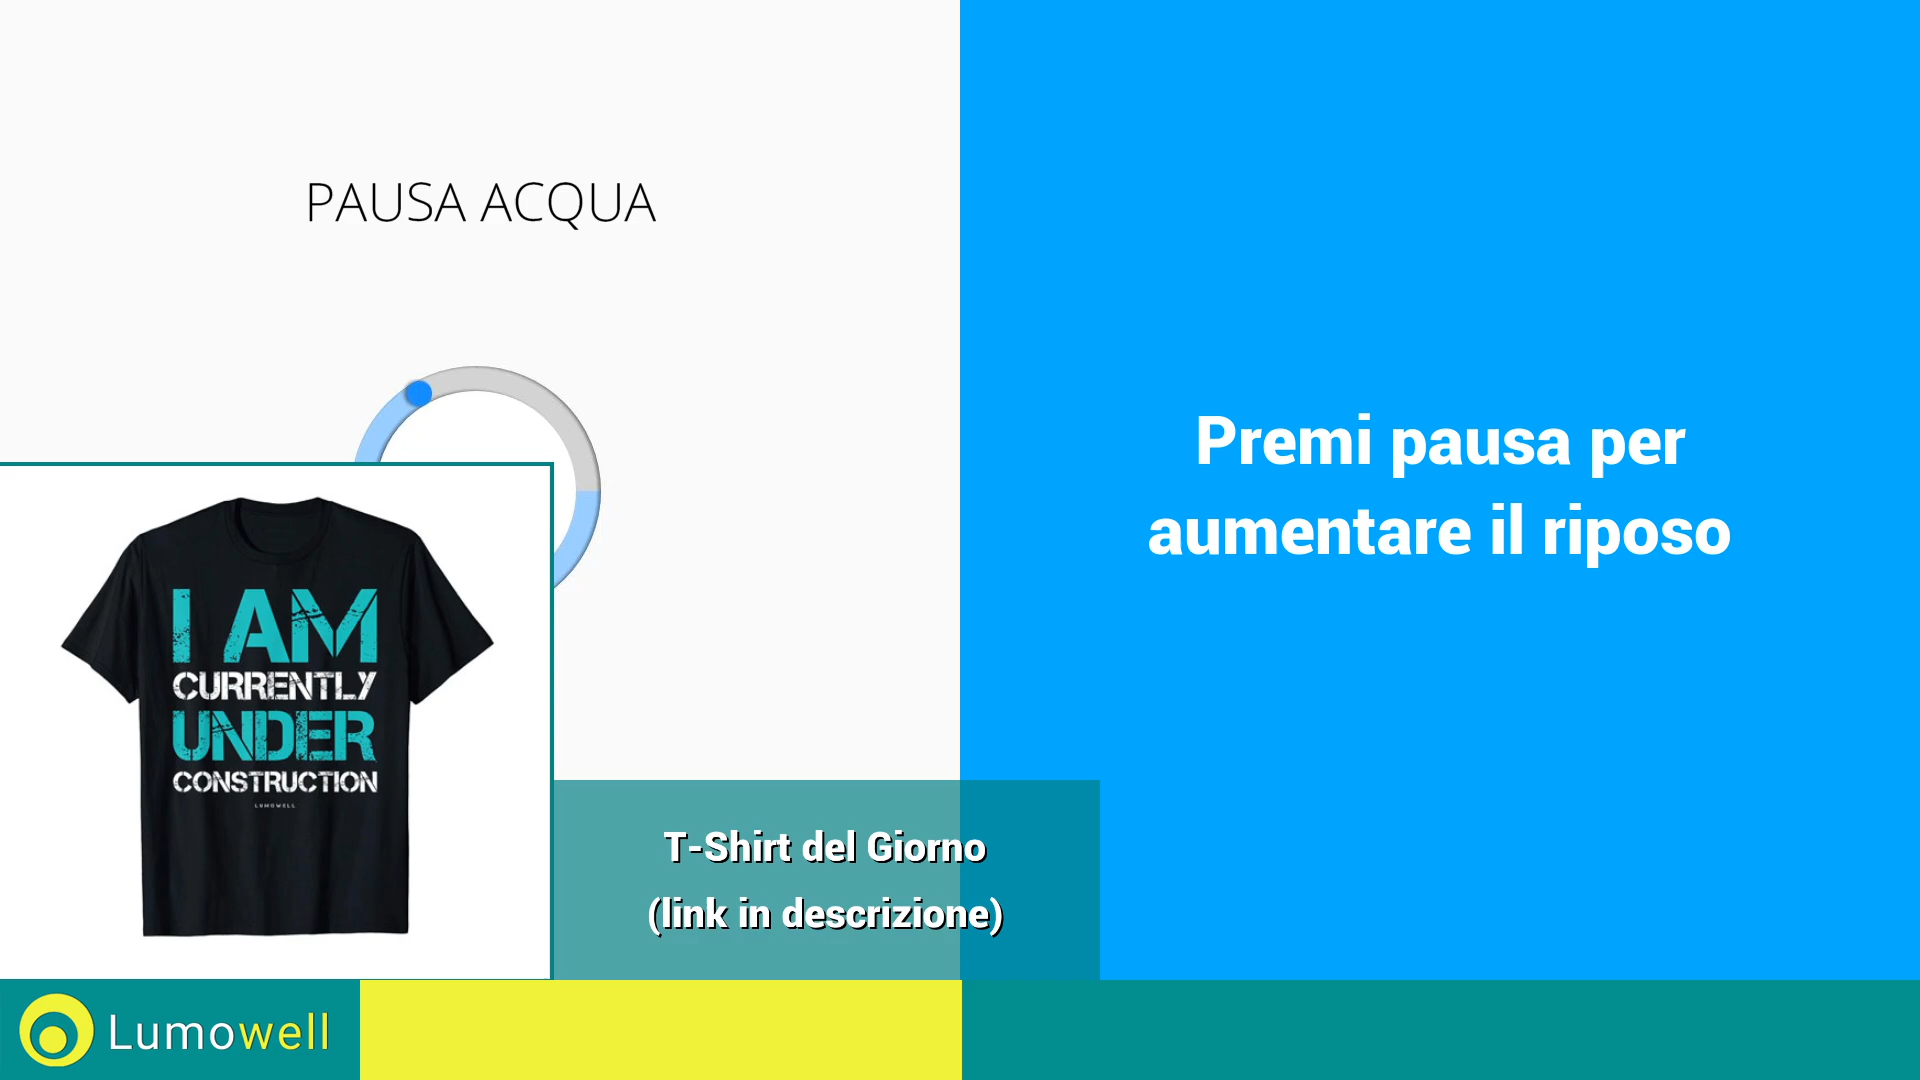 PAUSA ACQUA
Premi pausa per
aumentare il riposo
I AM
CURRENTLY
UNDER
CONSTRUCTION
LUMOWELL
T-Shirt del Giorno
(link in descrizione)
Lumowell